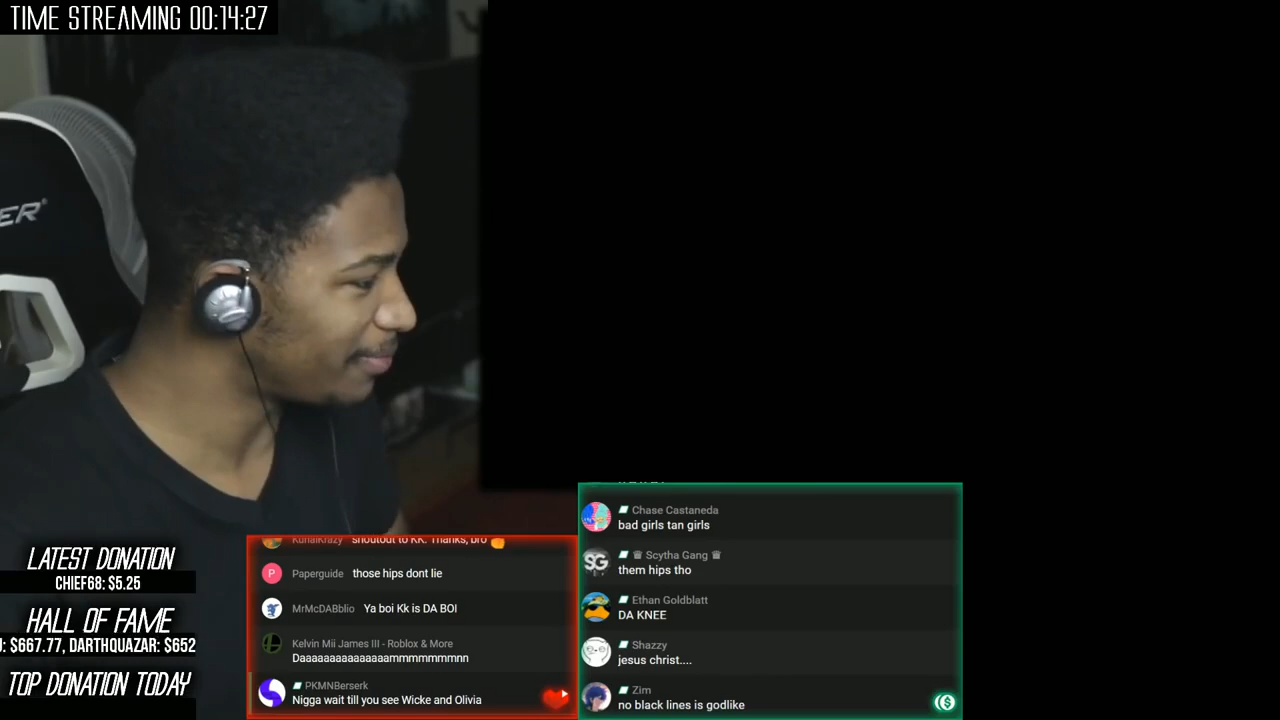 TIME STREAMING 00:14:27
ER
LATEST DONATION
CHIEF68: $5.25
HALL OF FAME
: $667.77, DARTHQUAZAR: $652
TOP DONATION TODAY
KunaiKrazy shoutout to KK. Thanks, bro
P Paperguide those hips dont lie
MrMcDABblio Ya boi Kk is DA BOI
Kelvin Mii James III - Roblox & More
Daaaaaaaaaaaaaaammmmmmmnn
PKMNBerserk
Nigga wait till you see Wicke and Olivia
Chase Castaneda
bad girls tan girls
SG ♛ Scytha Gang ♛
them hips tho
Ethan Goldblatt
DA KNEE
Shazzy
jesus christ....
Zim
no black lines is godlike